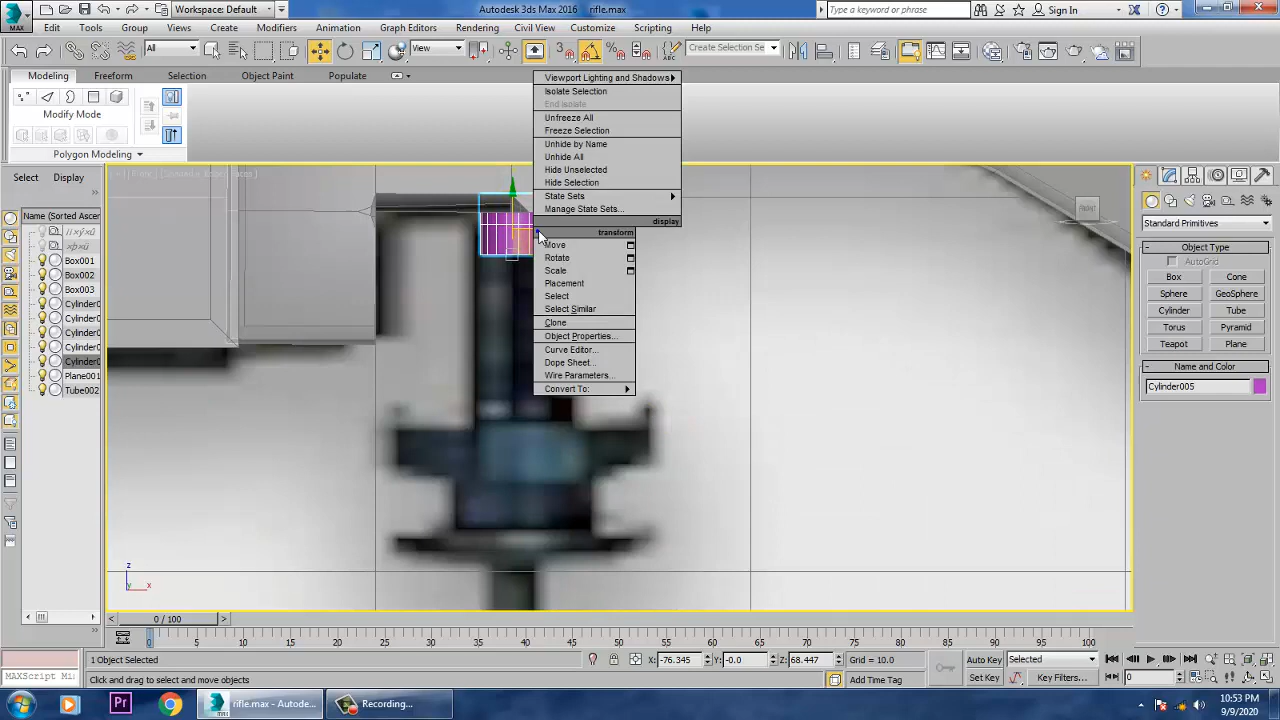 Workspace: Default
Autodesk 3ds Max 2016
rifle.max
Type a keyword or phrase
Sign In
MAX
Edit Tools Group Views Create Modifiers Animation Graph Editors Rendering Civil View Customize Scripting Help
All
View
Create Selection Se
Modeling Freeform Selection Object Paint Populate
Modify Mode
Polygon Modeling
Select Display
Name (Sorted Ascen
Box001
Box002
Box003
Cylinder0
Cylinder0
Cylinder0
Cylinder0
Cylinder0
Plane001
Tube002
Viewport Lighting and Shadows
Isolate Selection
End Isolate
Unfreeze All
Freeze Selection
Unhide by Name
Unhide All
Hide Unselected
Hide Selection
State Sets
Manage State Sets...
display
transform
Move
Rotate
Scale
Placement
Select
Select Similar
Clone
Object Properties...
Curve Editor...
Dope Sheet...
Wire Parameters...
Convert To:
FRONT
z
y
x
Standard Primitives
Object Type
AutoGrid
Box Cone
Sphere GeoSphere
Cylinder Tube
Torus Pyramid
Teapot Plane
Name and Color
Cylinder005
0 / 100
0 5 10 15 20 25 30 35 40 45 50 55 60 65 70 75 80 85 90 95 100
1 Object Selected
X: -76.345 Y: -0.0 Z: 68.447
Grid = 10.0
Auto Key Selected
MAXScript Mi:
Click and drag to select and move objects
Add Time Tag
Set Key Key Filters...
0
rifle.max - Autode...
Recording...
10:53 PM
9/9/2020